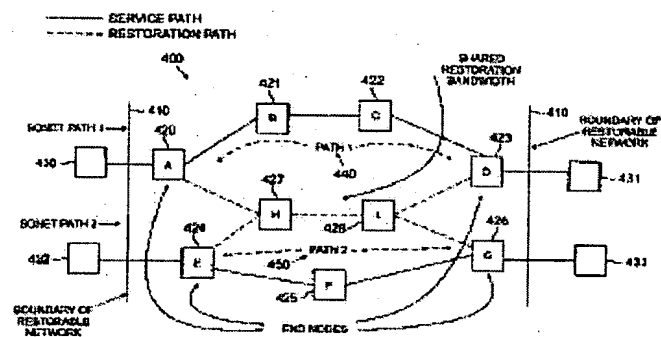 SERVICE PATH
RESTORATION PATH
400
SHARED
RESTORATION
BANDWIDTH
421
422
410
410
SONET PATH 1
420
B
C
423
BOUNDARY OF
RESTORABLE
NETWORK
430
A
PATH 1
440
D
431
427
SONET PATH 2
424
H
I
428
426
432
E
PATH 2
450
G
433
F
425
BOUNDARY OF
RESTORABLE
NETWORK
END NODES